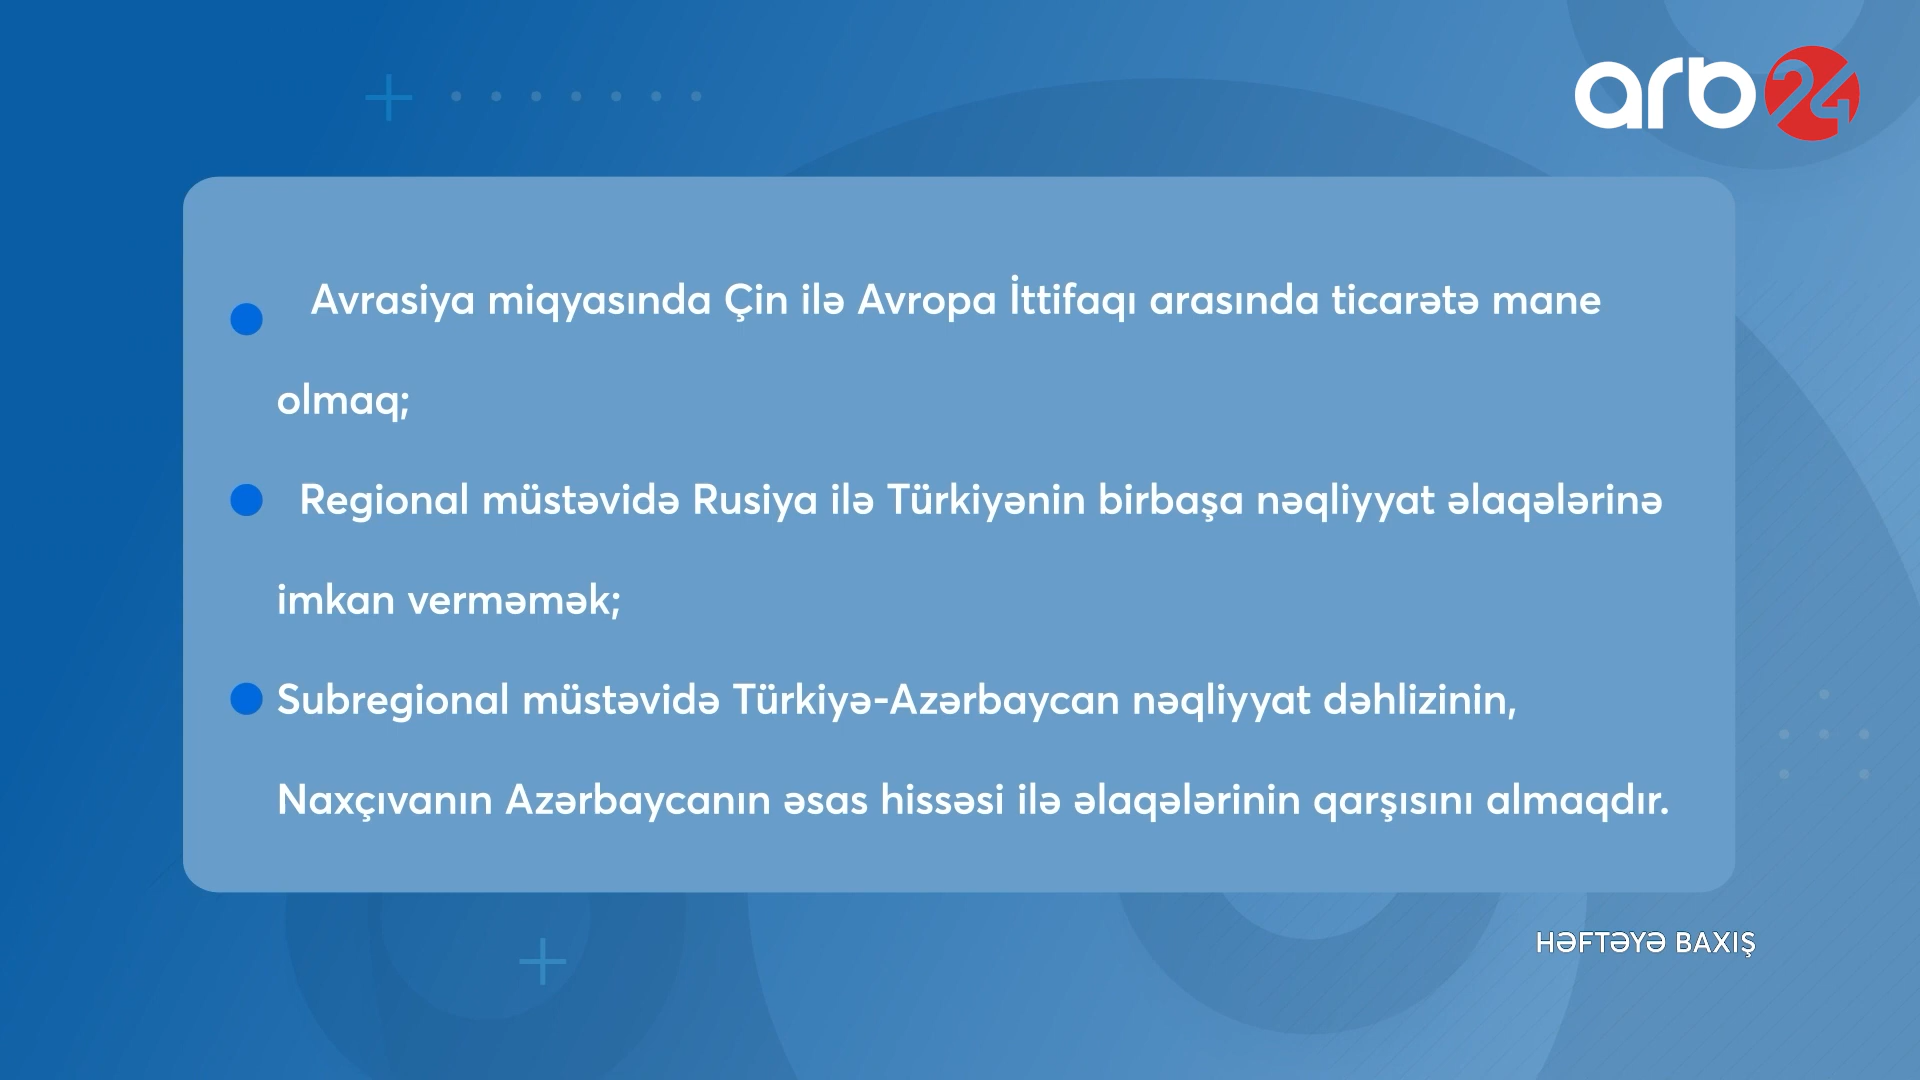 arb24
Avrasiya miqyasında Çin ilə Avropa İttifaqı arasında ticarətə mane
olmaq;
Regional müstəvidə Rusiya ilə Türkiyənin birbaşa nəqliyyat əlaqələrinə
imkan verməmək;
Subregional müstəvidə Türkiyə-Azərbaycan nəqliyyat dəhlizinin,
Naxçıvanın Azərbaycanın əsas hissəsi ilə əlaqələrinin qarşısını almaqdır.
HƏFTƏYƏ BAXIŞ